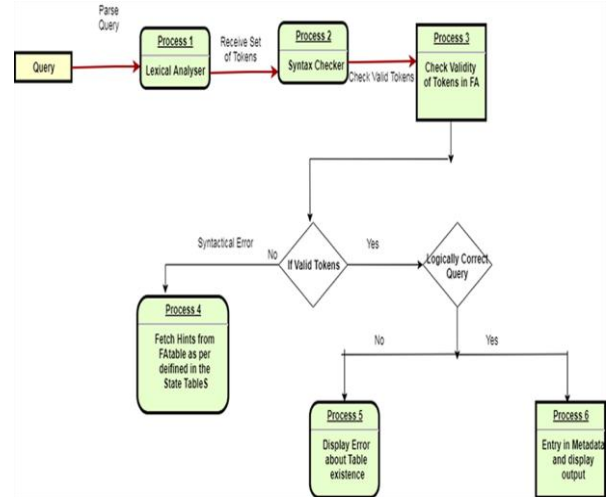 Parse
Query
Query
Process 1
Lexical Analyser
Receive Set
of Tokens
Process 2
Syntax Checker
Check Valid Tokens
Process 3
Check Validity
of Tokens in FA
Syntactical Error
No
If Valid Tokens
Yes
Logically Correct
Query
Process 4
Fetch Hints from
FAtable as per
deifined in the
State TableS
No
Yes
Process 5
Display Error
about Table
existence
Process 6
Entry in Metadata
and display
output